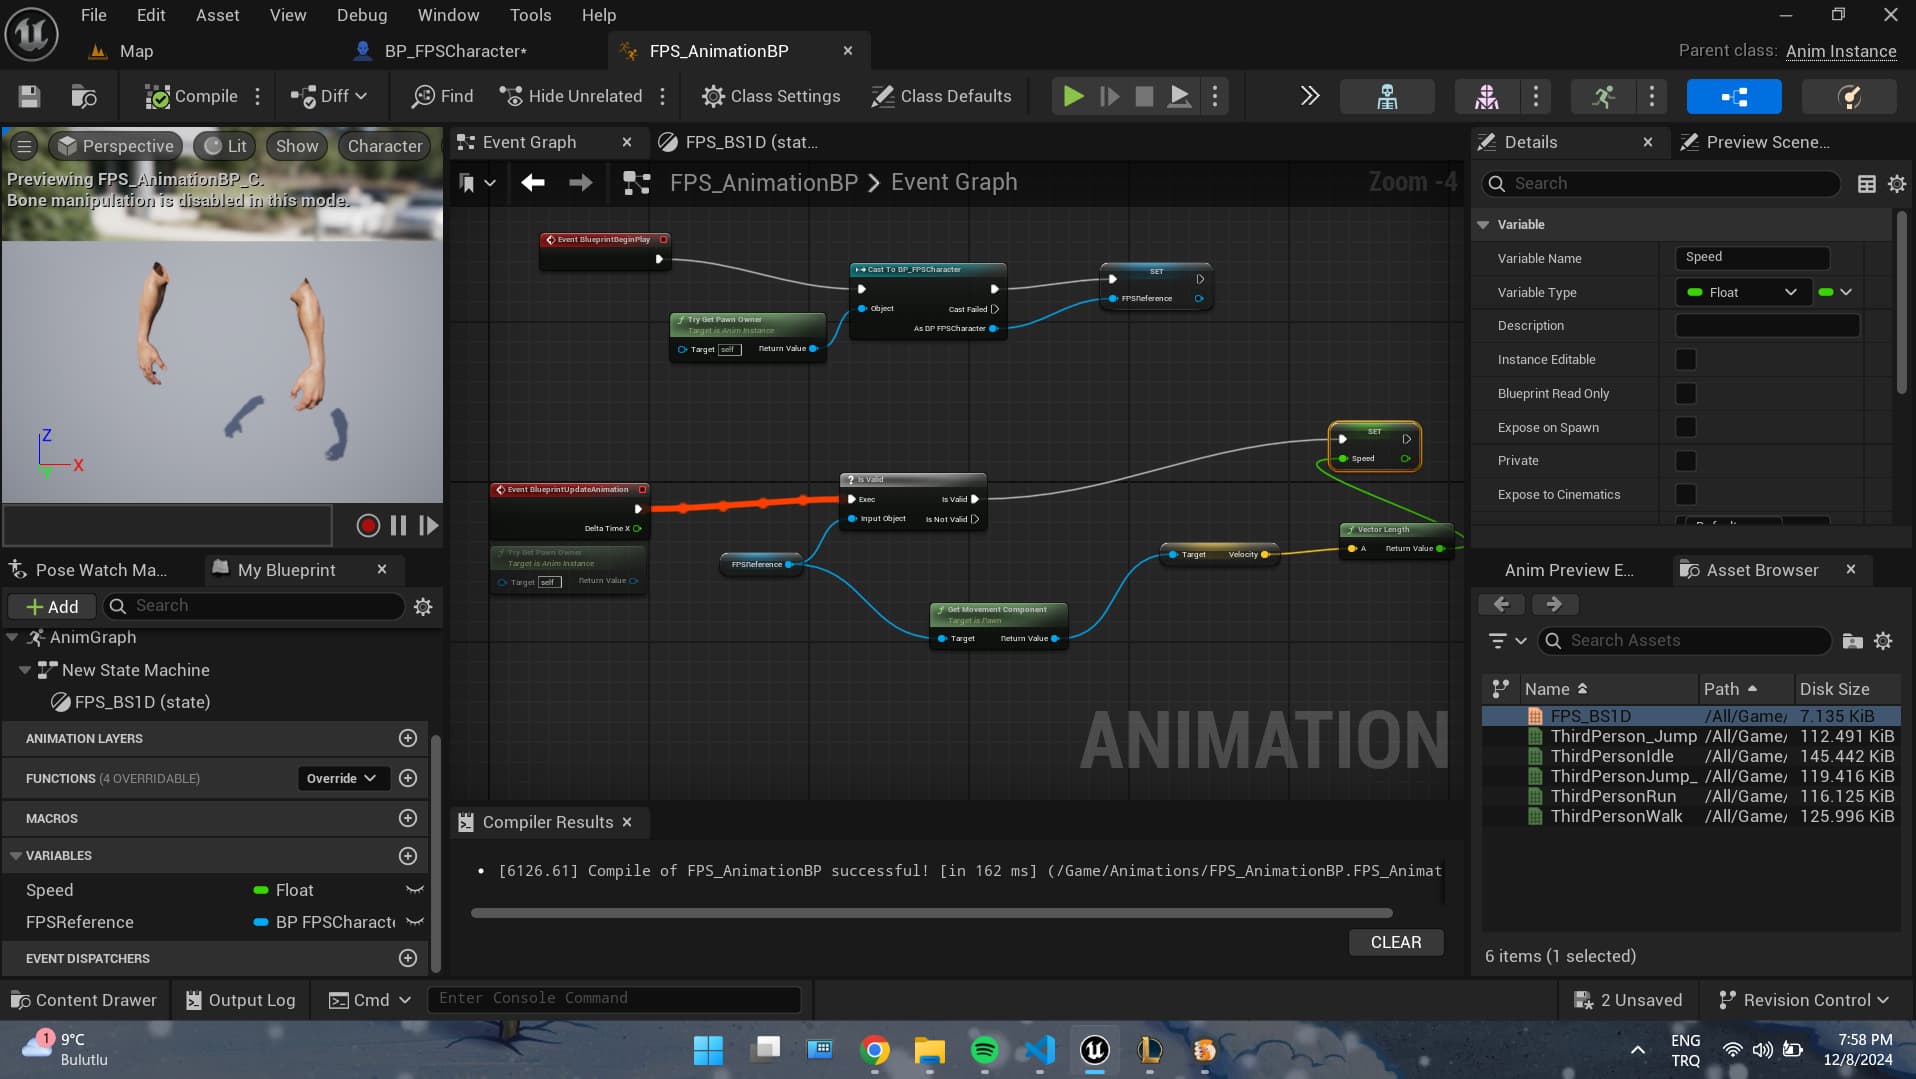 File Edit Asset View Debug Window Tools Help
Map
BP_FPSCharacter*
FPS_AnimationBP
Parent class: Anim Instance
Compile
Diff
Find
Hide Unrelated
Class Settings
Class Defaults
Perspective
Lit
Show
Character
Previewing FPS_AnimationBP_C.
Bone manipulation is disabled in this mode.
Z
X
Y
Event Graph
FPS_BS1D (stat...
FPS_AnimationBP > Event Graph
Zoom -4
Event BlueprintBeginPlay
Cast To BP_FPSCharacter
Object
Cast Failed
As BP FPSCharacter
SET
FPSReference
Try Get Pawn Owner
Target is Anim Instance
Target self Return Value
SET
Speed
Event BlueprintUpdateAnimation
Delta Time X
Try Get Pawn Owner
Target is Anim Instance
Target self Return Value
? Is Valid
Exec Is Valid
Input Object Is Not Valid
FPSReference
Get Movement Component
Target is Pawn
Target Return Value
Target Velocity
Vector Length
A Return Value
ANIMATION
Compiler Results
[6126.61] Compile of FPS_AnimationBP successful! [in 162 ms] (/Game/Animations/FPS_AnimationBP.FPS_Animat
CLEAR
Pose Watch Ma...
My Blueprint
Add
Search
AnimGraph
New State Machine
FPS_BS1D (state)
ANIMATION LAYERS
FUNCTIONS (4 OVERRIDABLE)
Override
MACROS
VARIABLES
Speed Float
FPSReference BP FPSCharacte
EVENT DISPATCHERS
Details
Preview Scene...
Search
Variable
Variable Name Speed
Variable Type Float
Description
Instance Editable
Blueprint Read Only
Expose on Spawn
Private
Expose to Cinematics
Anim Preview E...
Asset Browser
Search Assets
Name Path Disk Size
FPS_BS1D /All/Game/ 7.135 KiB
ThirdPerson_Jump /All/Game/ 112.491 KiB
ThirdPersonIdle /All/Game/ 145.442 KiB
ThirdPersonJump_ /All/Game/ 119.416 KiB
ThirdPersonRun /All/Game/ 116.125 KiB
ThirdPersonWalk /All/Game/ 125.996 KiB
6 items (1 selected)
Content Drawer
Output Log
Cmd
Enter Console Command
2 Unsaved
Revision Control
1
9°C
Bulutlu
ENG
TRQ
7:58 PM
12/8/2024